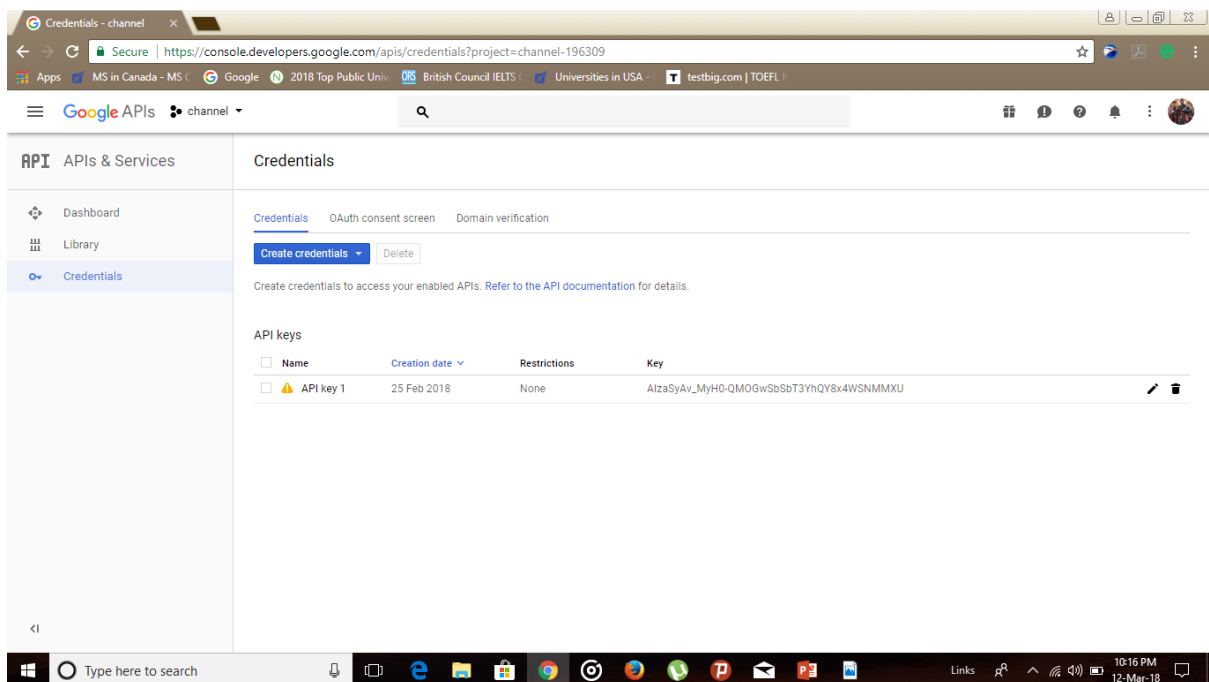 Credentials - channel
Secure | https://console.developers.google.com/apis/credentials?project=channel-196309
Apps MS in Canada - MS Google 2018 Top Public Univ British Council IELTS Universities in USA - testbig.com | TOEFL
Google APIs channel
API APIs & Services
Credentials
Dashboard
Library
Credentials
Credentials OAuth consent screen Domain verification
Create credentials Delete
Create credentials to access your enabled APIs. Refer to the API documentation for details.
API keys
Name Creation date Restrictions Key
API key 1 25 Feb 2018 None AIzaSyAv_MyH0-QMOGwSbSbT3YhQY8x4WSNMMXU
Type here to search
Links
10:16 PM
12-Mar-18